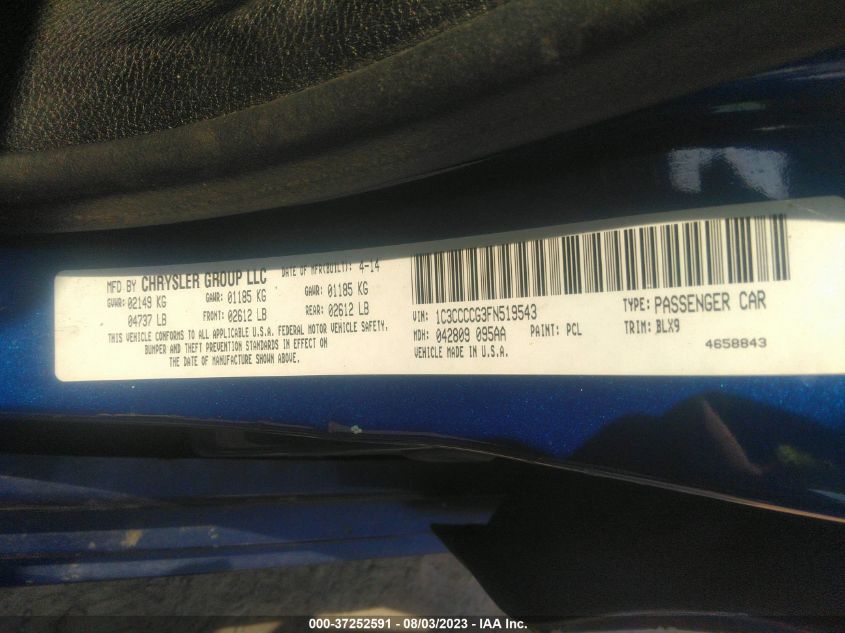 MFD BY CHRYSLER GROUP LLC DATE OF MFR(BUILT): 4-14
GVWR: 02149 KG GAWR: 01185 KG GAWR: 01185 KG
04737 LB FRONT: 02612 LB REAR: 02612 LB
THIS VEHICLE CONFORMS TO ALL APPLICABLE U.S.A. FEDERAL MOTOR VEHICLE SAFETY,
BUMPER AND THEFT PREVENTION STANDARDS IN EFFECT ON
THE DATE OF MANUFACTURE SHOWN ABOVE.
VIN: 1C3CCCCG3FN519543 TYPE: PASSENGER CAR
MDH: 042809 095AA PAINT: PCL TRIM: BLX9
VEHICLE MADE IN U.S.A. 4658843
000-37252591 - 08/03/2023 - IAA Inc.